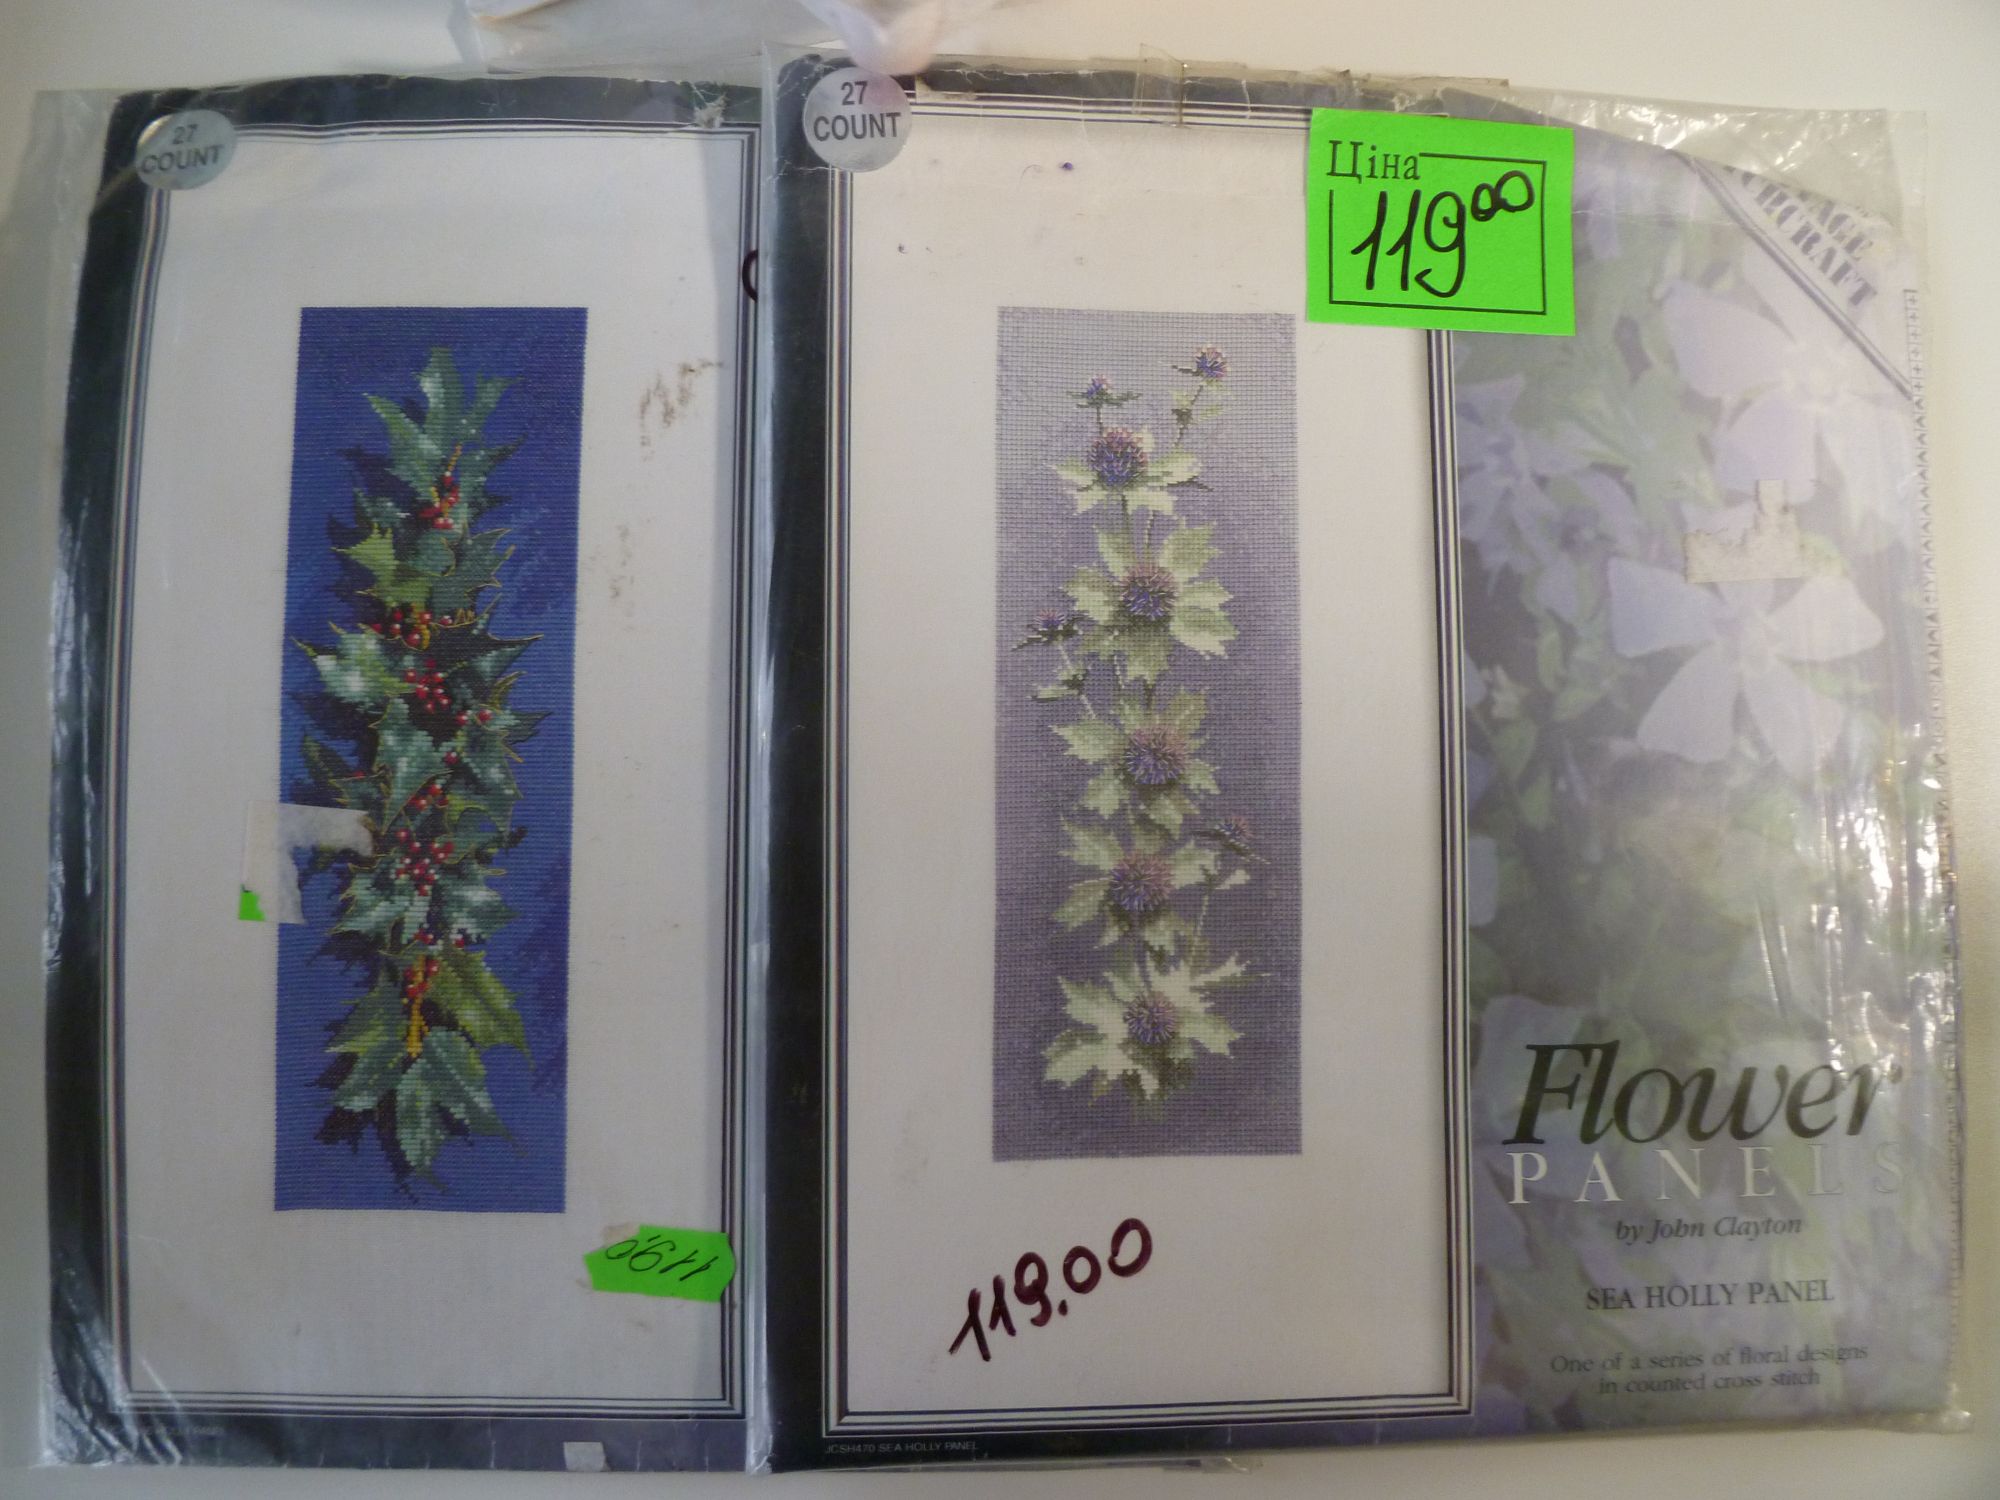 27
COUNT
119,0
27
COUNT
Ціна
119 00
119.00
JCSH470 SEA HOLLY PANEL
Flower
PANELS
by John Clayton
SEA HOLLY PANEL
One of a series of floral designs
in counted cross stitch